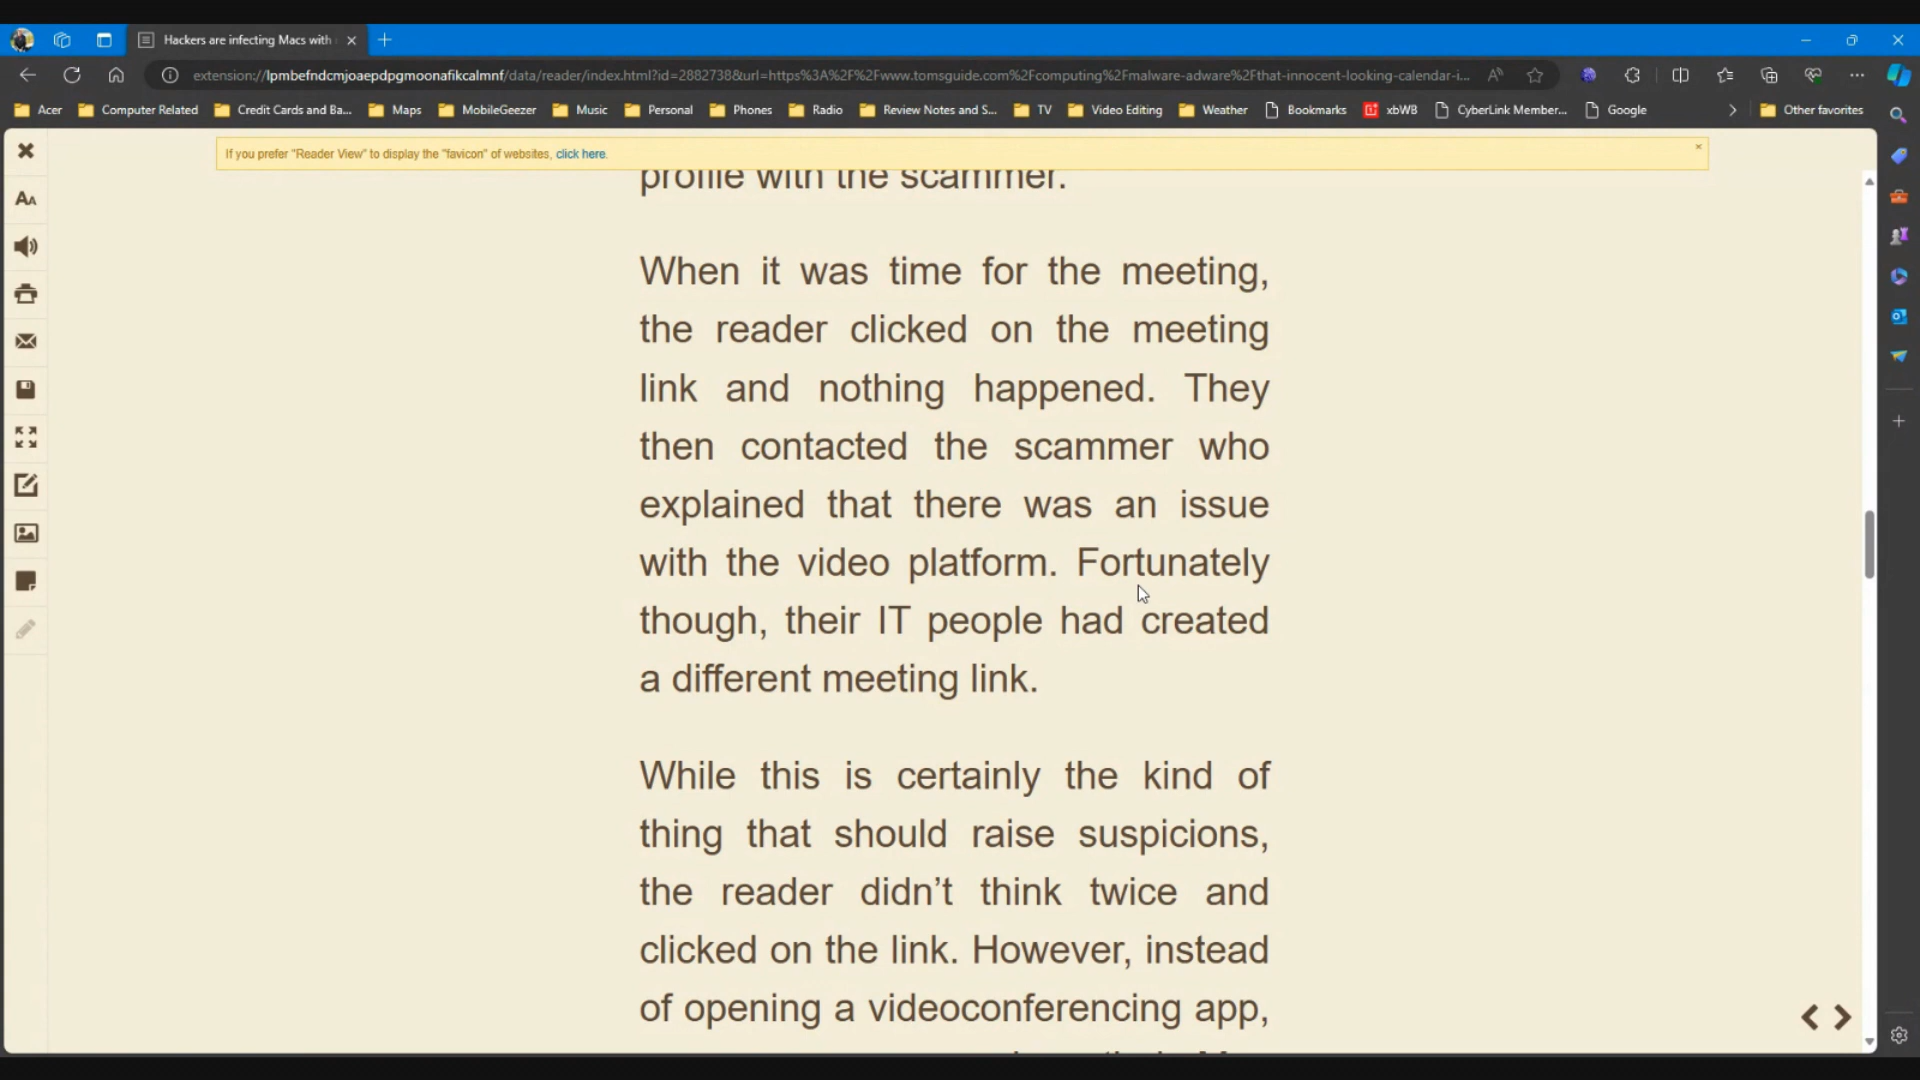 Hackers are infecting Macs with
extension://lpmbefndcmjoaepdpgmoonafikcalmnf/data/reader/index.html?id=2882738&url=https%3A%2F%2Fwww.tomsguide.com%2Fcomputing%2Fmalware-adware%2Fthat-innocent-looking-calendar-i...
Acer Computer Related Credit Cards and Ba... Maps MobileGeezer Music Personal Phones Radio Review Notes and S... TV Video Editing Weather Bookmarks xbWB CyberLink Member... Google Other favorites
If you prefer "Reader View" to display the "favicon" of websites, click here.
profile with the scammer.
When it was time for the meeting,
the reader clicked on the meeting
link and nothing happened. They
then contacted the scammer who
explained that there was an issue
with the video platform. Fortunately
though, their IT people had created
a different meeting link.
While this is certainly the kind of
thing that should raise suspicions,
the reader didn’t think twice and
clicked on the link. However, instead
of opening a videoconferencing app,